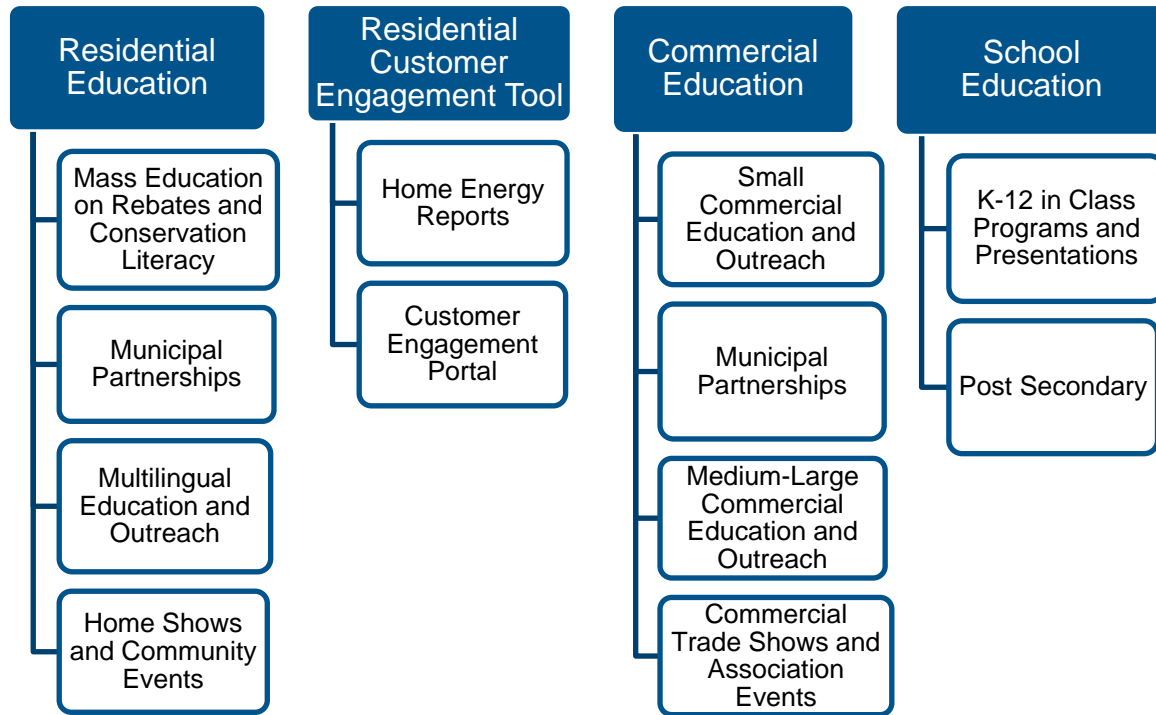 Residential
Education
Mass Education
on Rebates and
Conservation
Literacy
Municipal
Partnerships
Multilingual
Education and
Outreach
Home Shows
and Community
Events
Residential
Customer
Engagement Tool
Home Energy
Reports
Customer
Engagement
Portal
Commercial
Education
Small
Commercial
Education and
Outreach
Municipal
Partnerships
Medium-Large
Commercial
Education and
Outreach
Commercial
Trade Shows and
Association
Events
School
Education
K-12 in Class
Programs and
Presentations
Post Secondary